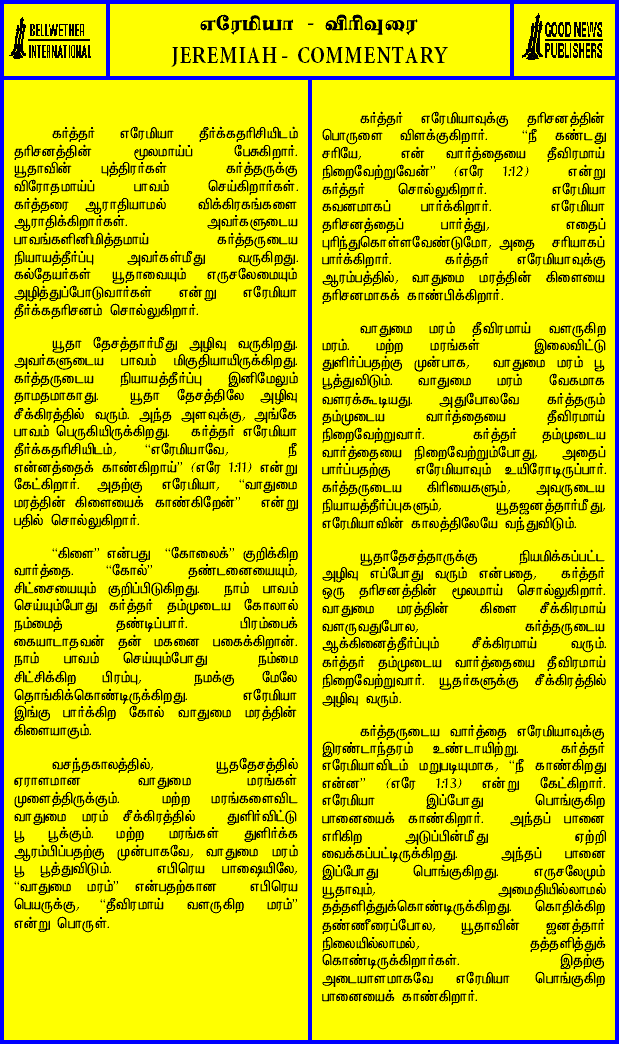 BELLWETHER
INTERNATIONAL
எரேமியா - விரிவுரை
JEREMIAH - COMMENTARY
GOOD NEWS
PUBLISHERS
கர்த்தர் எரேமியா தீர்க்கதரிசியிடம்
தரிசனத்தின் மூலமாய்ப் பேசுகிறார்.
யூதாவின் புத்திரர்கள் கர்த்தருக்கு
விரோதமாய்ப் பாவம் செய்கிறார்கள்.
கர்த்தரை ஆராதியாமல் விக்கிரகங்களை
ஆராதிக்கிறார்கள். அவர்களுடைய
பாவங்களினிமித்தமாய் கர்த்தருடைய
நியாயத்தீர்ப்பு அவர்கள்மீது வருகிறது.
கல்தேயர்கள் யூதாவையும் எருசலேமையும்
அழித்துப்போடுவார்கள் என்று எரேமியா
தீர்க்கதரிசனம் சொல்லுகிறார்.
யூதா தேசத்தார்மீது அழிவு வருகிறது.
அவர்களுடைய பாவம் மிகுதியாயிருக்கிறது.
கர்த்தருடைய நியாயத்தீர்ப்பு இனிமேலும்
தாமதமாகாது. யூதா தேசத்திலே அழிவு
சீக்கிரத்தில் வரும். அந்த அளவுக்கு, அங்கே
பாவம் பெருகியிருக்கிறது. கர்த்தர் எரேமியா
தீர்க்கதரிசியிடம், “எரேமியாவே, நீ
என்னத்தைக் காண்கிறாய்” (எரே 1:11) என்று
கேட்கிறார். அதற்கு எரேமியா, “வாதுமை
மரத்தின் கிளையைக் காண்கிறேன்” என்று
பதில் சொல்லுகிறார்.
“கிளை” என்பது “கோலைக்” குறிக்கிற
வார்த்தை. “கோல்” தண்டனையையும்,
சிட்சையையும் குறிப்பிடுகிறது. நாம் பாவம்
செய்யும்போது கர்த்தர் தம்முடைய கோலால்
நம்மைத் தண்டிப்பார். பிரம்பைக்
கையாடாதவன் தன் மகனை பகைக்கிறான்.
நாம் பாவம் செய்யும்போது நம்மை
சிட்சிக்கிற பிரம்பு, நமக்கு மேலே
தொங்கிக்கொண்டிருக்கிறது. எரேமியா
இங்கு பார்க்கிற கோல் வாதுமை மரத்தின்
கிளையாகும்.
வசந்தகாலத்தில், யூததேசத்தில்
ஏராளமான வாதுமை மரங்கள்
முளைத்திருக்கும். மற்ற மரங்களைவிட
வாதுமை மரம் சீக்கிரத்தில் துளிர்விட்டு
பூ பூக்கும். மற்ற மரங்கள் துளிர்க்க
ஆரம்பிப்பதற்கு முன்பாகவே, வாதுமை மரம்
பூ பூத்துவிடும். எபிரெய பாஷையிலே,
“வாதுமை மரம்” என்பதற்கான எபிரெய
பெயருக்கு, “தீவிரமாய் வளருகிற மரம்”
என்று பொருள்.
கர்த்தர் எரேமியாவுக்கு தரிசனத்தின்
பொருளை விளக்குகிறார். “நீ கண்டது
சரியே, என் வார்த்தையை தீவிரமாய்
நிறைவேற்றுவேன்” (எரே 1:12) என்று
கர்த்தர் சொல்லுகிறார். எரேமியா
கவனமாகப் பார்க்கிறார். எரேமியா
தரிசனத்தைப் பார்த்து, எதைப்
புரிந்துகொள்ளவேண்டுமோ, அதை சரியாகப்
பார்க்கிறார். கர்த்தர் எரேமியாவுக்கு
ஆரம்பத்தில், வாதுமை மரத்தின் கிளையை
தரிசனமாகக் காண்பிக்கிறார்.
வாதுமை மரம் தீவிரமாய் வளருகிற
மரம். மற்ற மரங்கள் இலைவிட்டு
துளிர்ப்பதற்கு முன்பாக, வாதுமை மரம் பூ
பூத்துவிடும். வாதுமை மரம் வேகமாக
வளரக்கூடியது. அதுபோலவே கர்த்தரும்
தம்முடைய வார்த்தையை தீவிரமாய்
நிறைவேற்றுவார். கர்த்தர் தம்முடைய
வார்த்தையை நிறைவேற்றும்போது, அதைப்
பார்ப்பதற்கு எரேமியாவும் உயிரோடிருப்பார்.
கர்த்தருடைய கிரியைகளும், அவருடைய
நியாயத்தீர்ப்புகளும், யூதஜனத்தார்மீது,
எரேமியாவின் காலத்திலேயே வந்துவிடும்.
யூதாதேசத்தாருக்கு நியமிக்கப்பட்ட
அழிவு எப்போது வரும் என்பதை, கர்த்தர்
ஒரு தரிசனத்தின் மூலமாய் சொல்லுகிறார்.
வாதுமை மரத்தின் கிளை சீக்கிரமாய்
வளருவதுபோல, கர்த்தருடைய
ஆக்கினைத்தீர்ப்பும் சீக்கிரமாய் வரும்.
கர்த்தர் தம்முடைய வார்த்தையை தீவிரமாய்
நிறைவேற்றுவார். யூதர்களுக்கு சீக்கிரத்தில்
அழிவு வரும்.
கர்த்தருடைய வார்த்தை எரேமியாவுக்கு
இரண்டாந்தரம் உண்டாயிற்று. கர்த்தர்
எரேமியாவிடம் மறுபடியுமாக, “நீ காண்கிறது
என்ன” (எரே 1:13) என்று கேட்கிறார்.
எரேமியா இப்போது பொங்குகிற
பானையைக் காண்கிறார். அந்தப் பானை
எரிகிற அடுப்பின்மீது ஏற்றி
வைக்கப்பட்டிருக்கிறது. அந்தப் பானை
இப்போது பொங்குகிறது. எருசலேமும்
யூதாவும், அமைதியில்லாமல்
தத்தளித்துக்கொண்டிருக்கிறது. கொதிக்கிற
தண்ணீரைப்போல, யூதாவின் ஜனத்தார்
நிலையில்லாமல், தத்தளித்துக்
கொண்டிருக்கிறார்கள். இதற்கு
அடையாளமாகவே எரேமியா பொங்குகிற
பானையைக் காண்கிறார்.